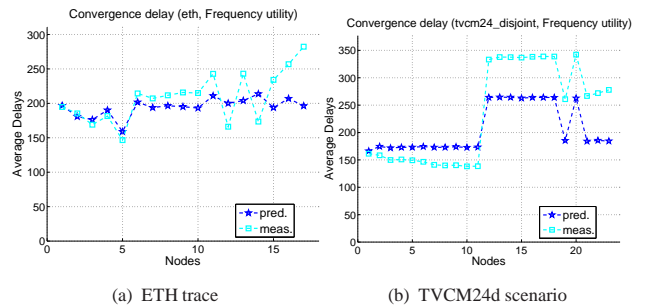 Convergence delay (eth, Frequency utility)
300
250
200
150
100
50
0
Average Delays
0
5
10
15
Nodes
pred.
meas.
(a) ETH trace
Convergence delay (tvcm24_disjoint, Frequency utility)
350
300
250
200
150
100
50
0
Average Delays
0
5
10
15
20
Nodes
pred.
meas.
(b) TVCM24d scenario